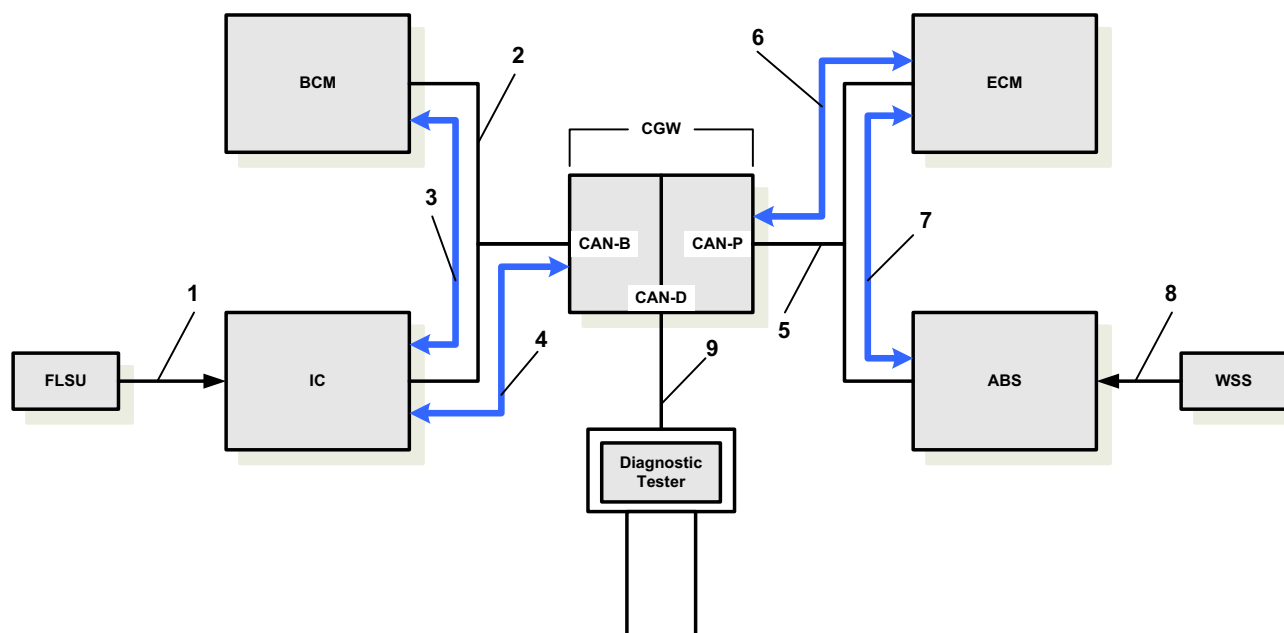 6
2
BCM
ECM
CGW
3
7
CAN-B
CAN-P
CAN-D
1
8
4
5
9
FLSU
IC
ABS
WSS
Diagnostic
Tester